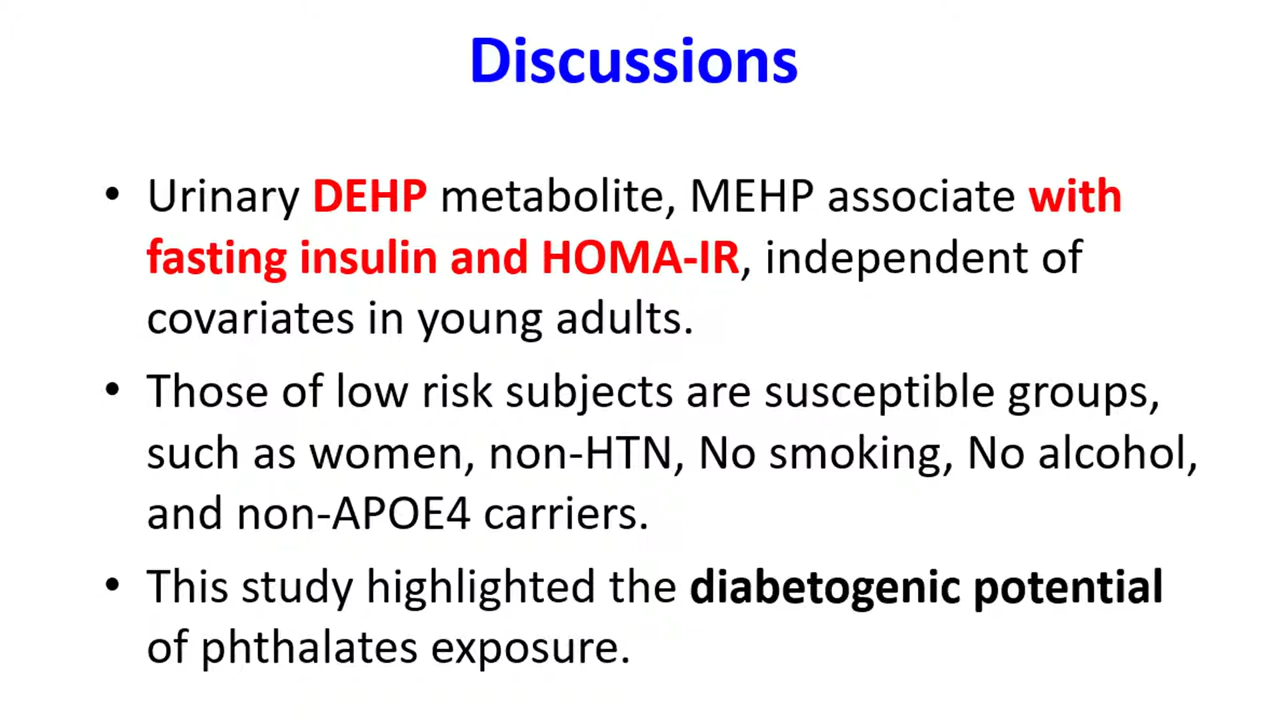 Discussions
• Urinary DEHP metabolite, MEHP associate with
fasting insulin and HOMA-IR, independent of
covariates in young adults.
• Those of low risk subjects are susceptible groups,
such as women, non-HTN, No smoking, No alcohol,
and non-APOE4 carriers.
• This study highlighted the diabetogenic potential
of phthalates exposure.